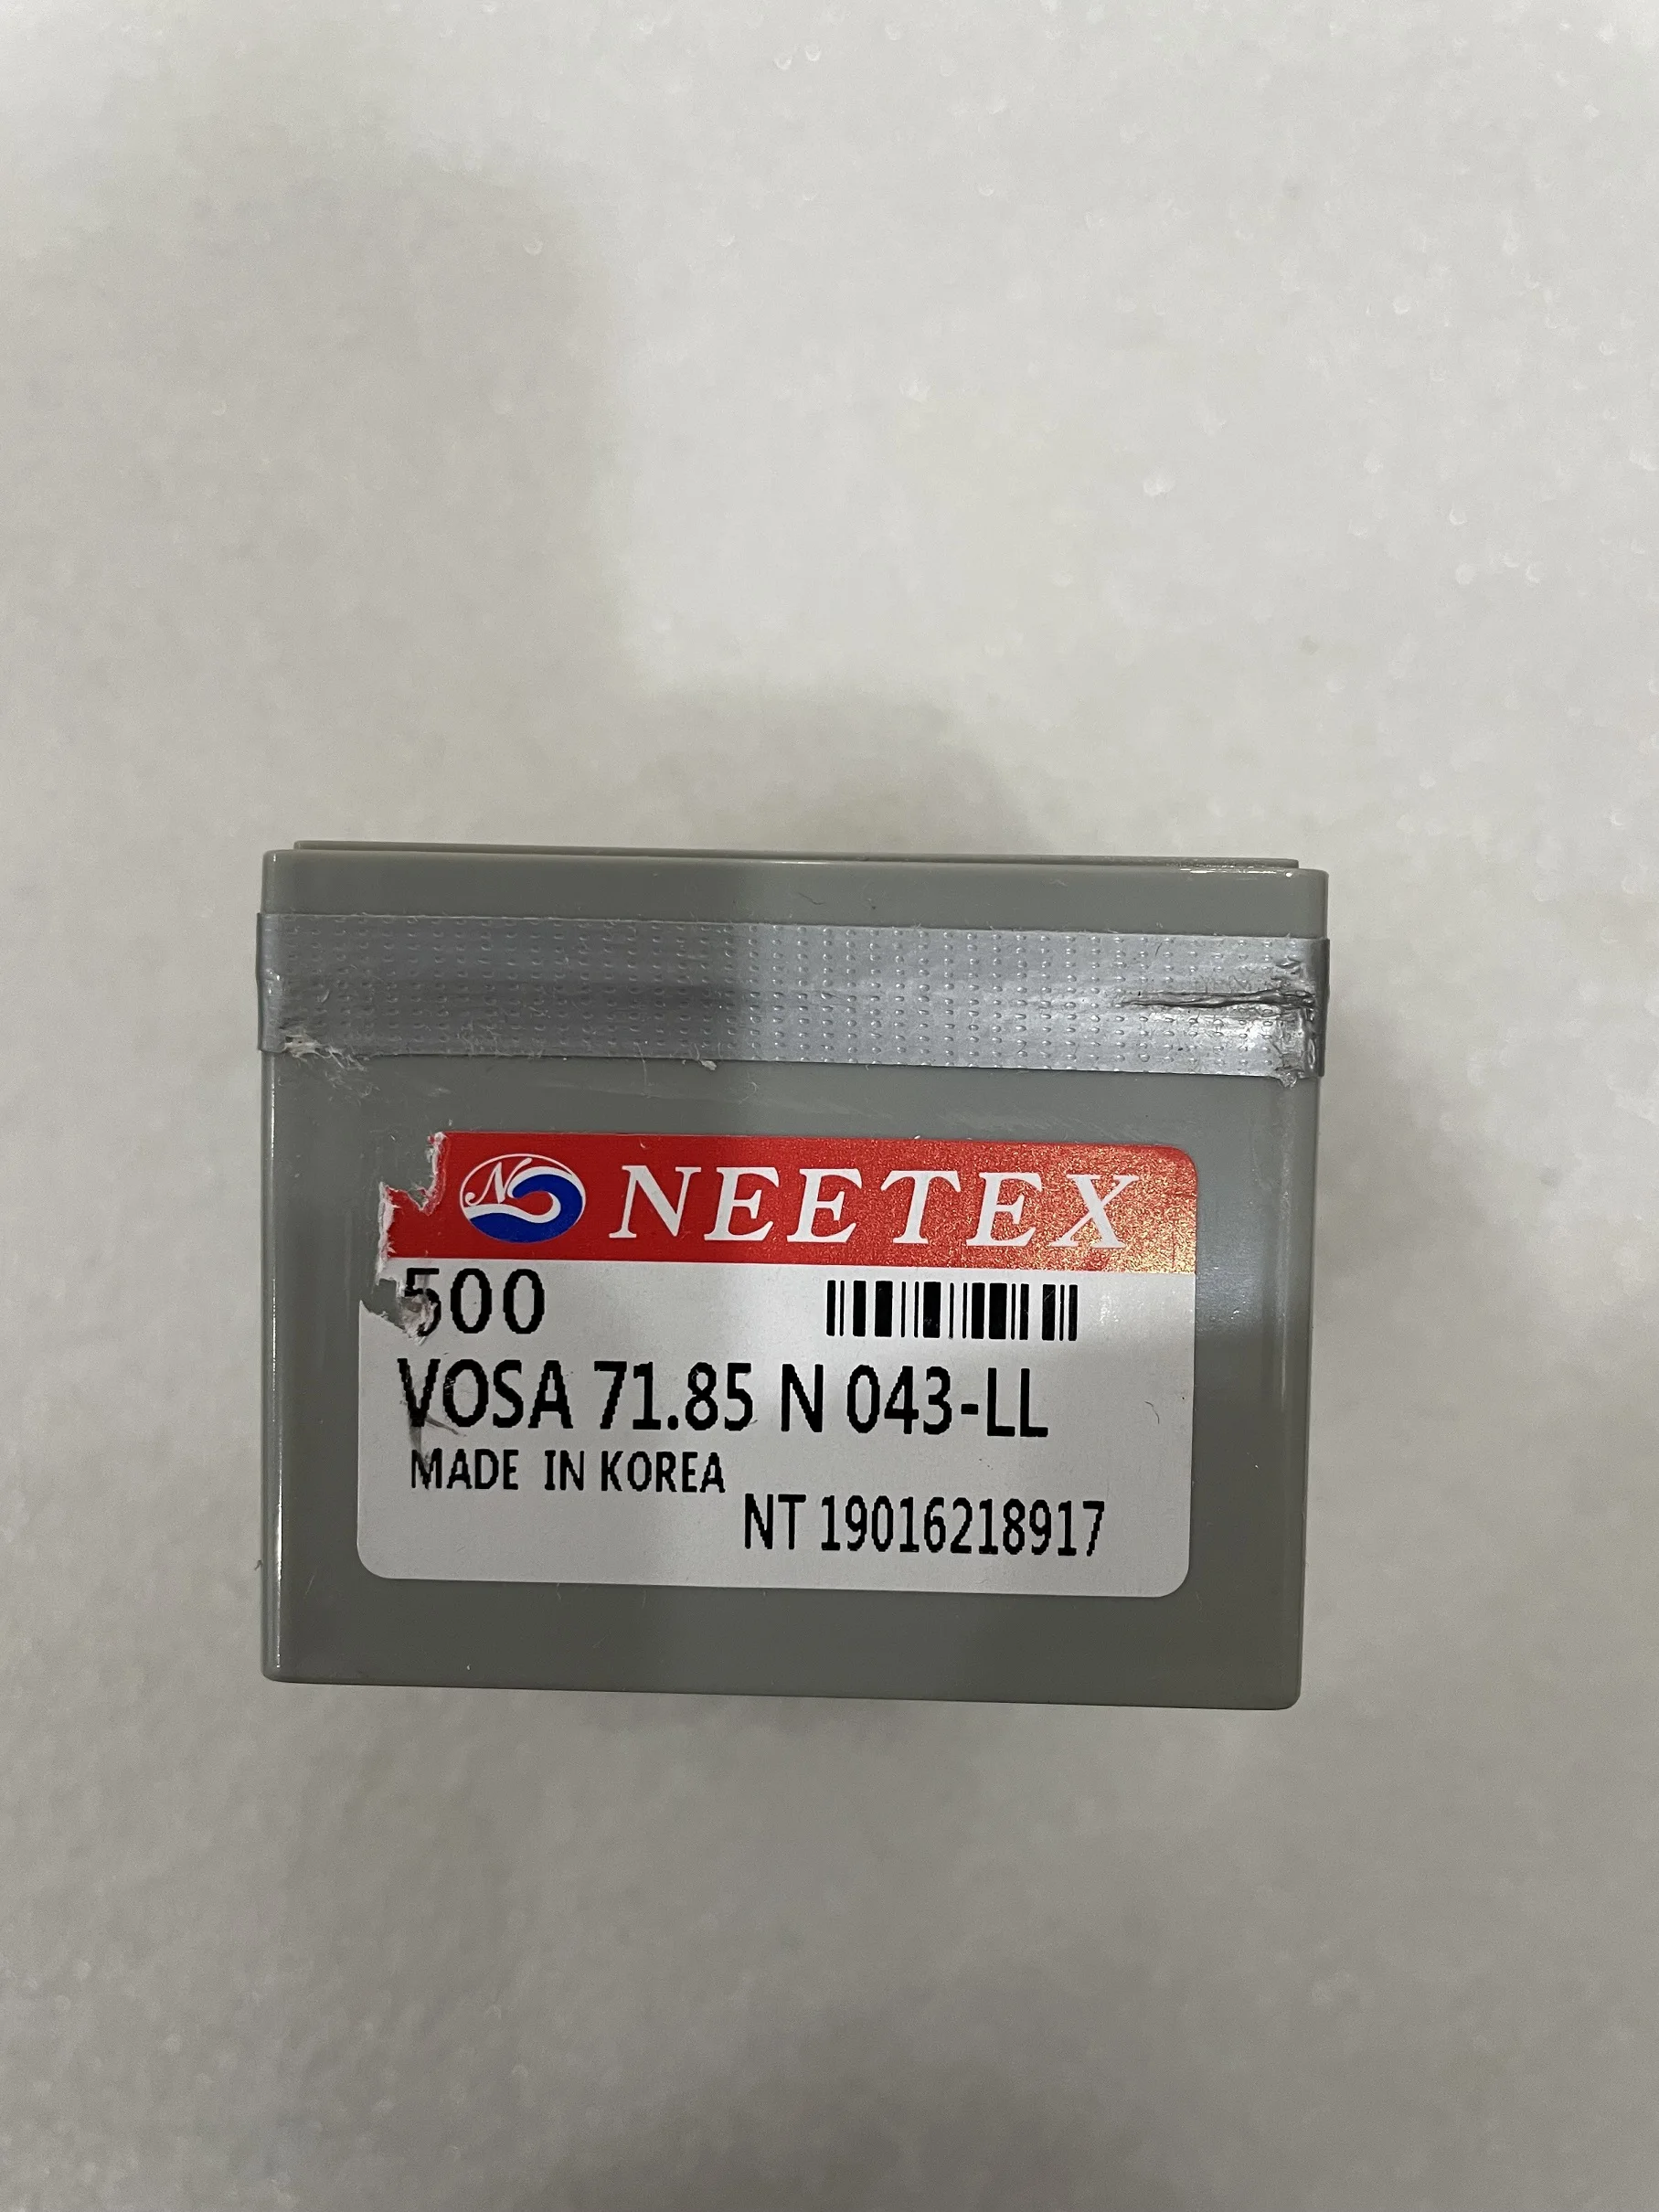 N NEETEX
500
VOSA 71.85 N 043-LL
MADE IN KOREA
NT 19016218917